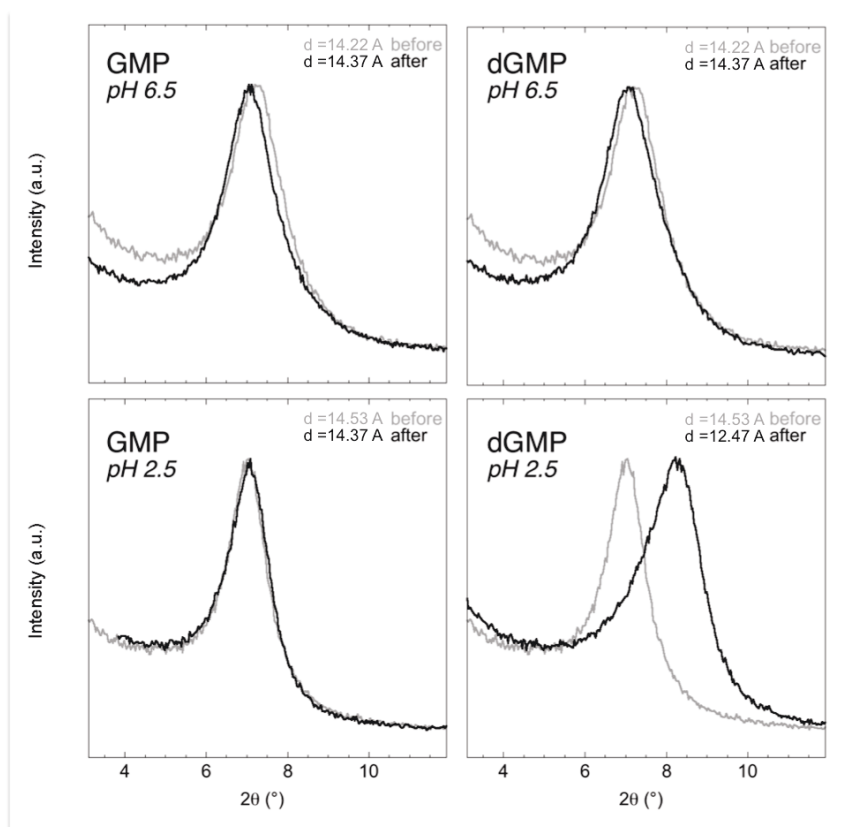 d =14.22 A before
GMP
d =14.37 A after
pH 6.5
Intensity (a.u.)
d =14.22 A before
dGMP
d =14.37 A after
pH 6.5
d =14.53 A before
GMP
d =14.37 A after
pH 2.5
Intensity (a.u.)
4 6 8 10
2θ (°)
d =14.53 A before
dGMP
d =12.47 A after
pH 2.5
4 6 8 10
2θ (°)